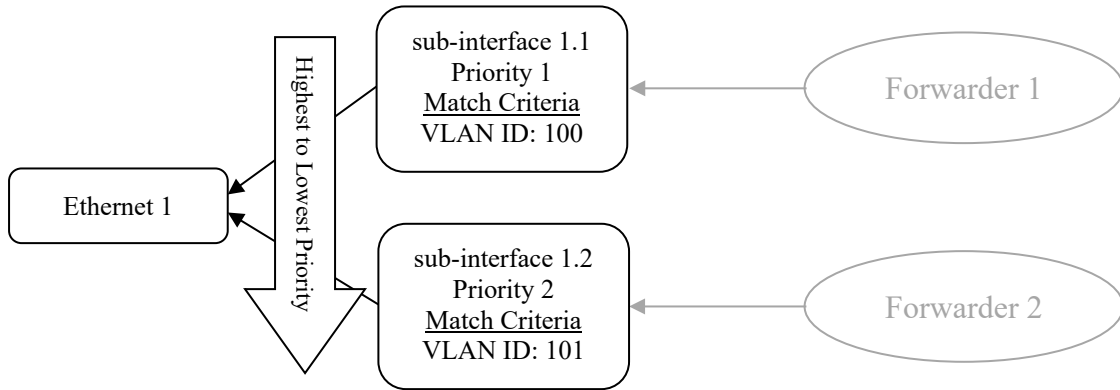 sub-interface 1.1
Priority 1
Match Criteria
VLAN ID: 100
Forwarder 1
Highest to Lowest Priority
Ethernet 1
sub-interface 1.2
Priority 2
Match Criteria
VLAN ID: 101
Forwarder 2